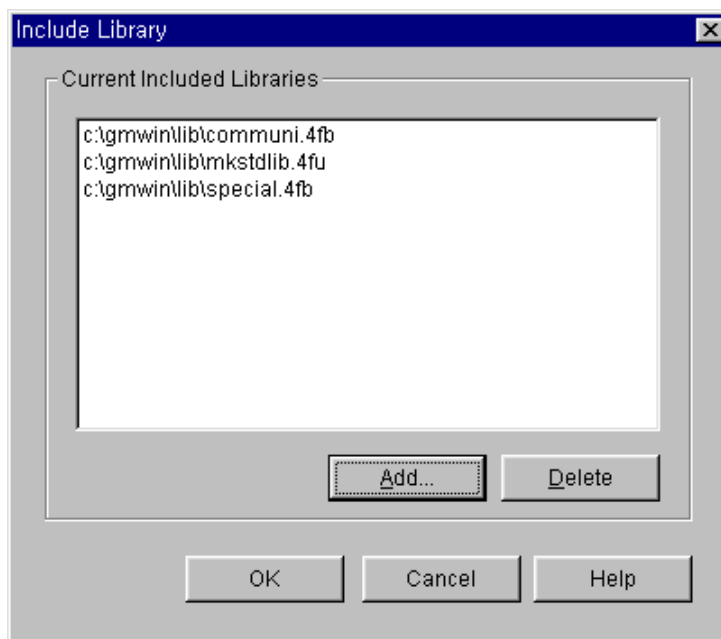 Include Library
Current Included Libraries
c:\gmwin\lib\communi.4fb
c:\gmwin\lib\mkstdlib.4fu
c:\gmwin\lib\special.4fb
Add...
Delete
OK
Cancel
Help